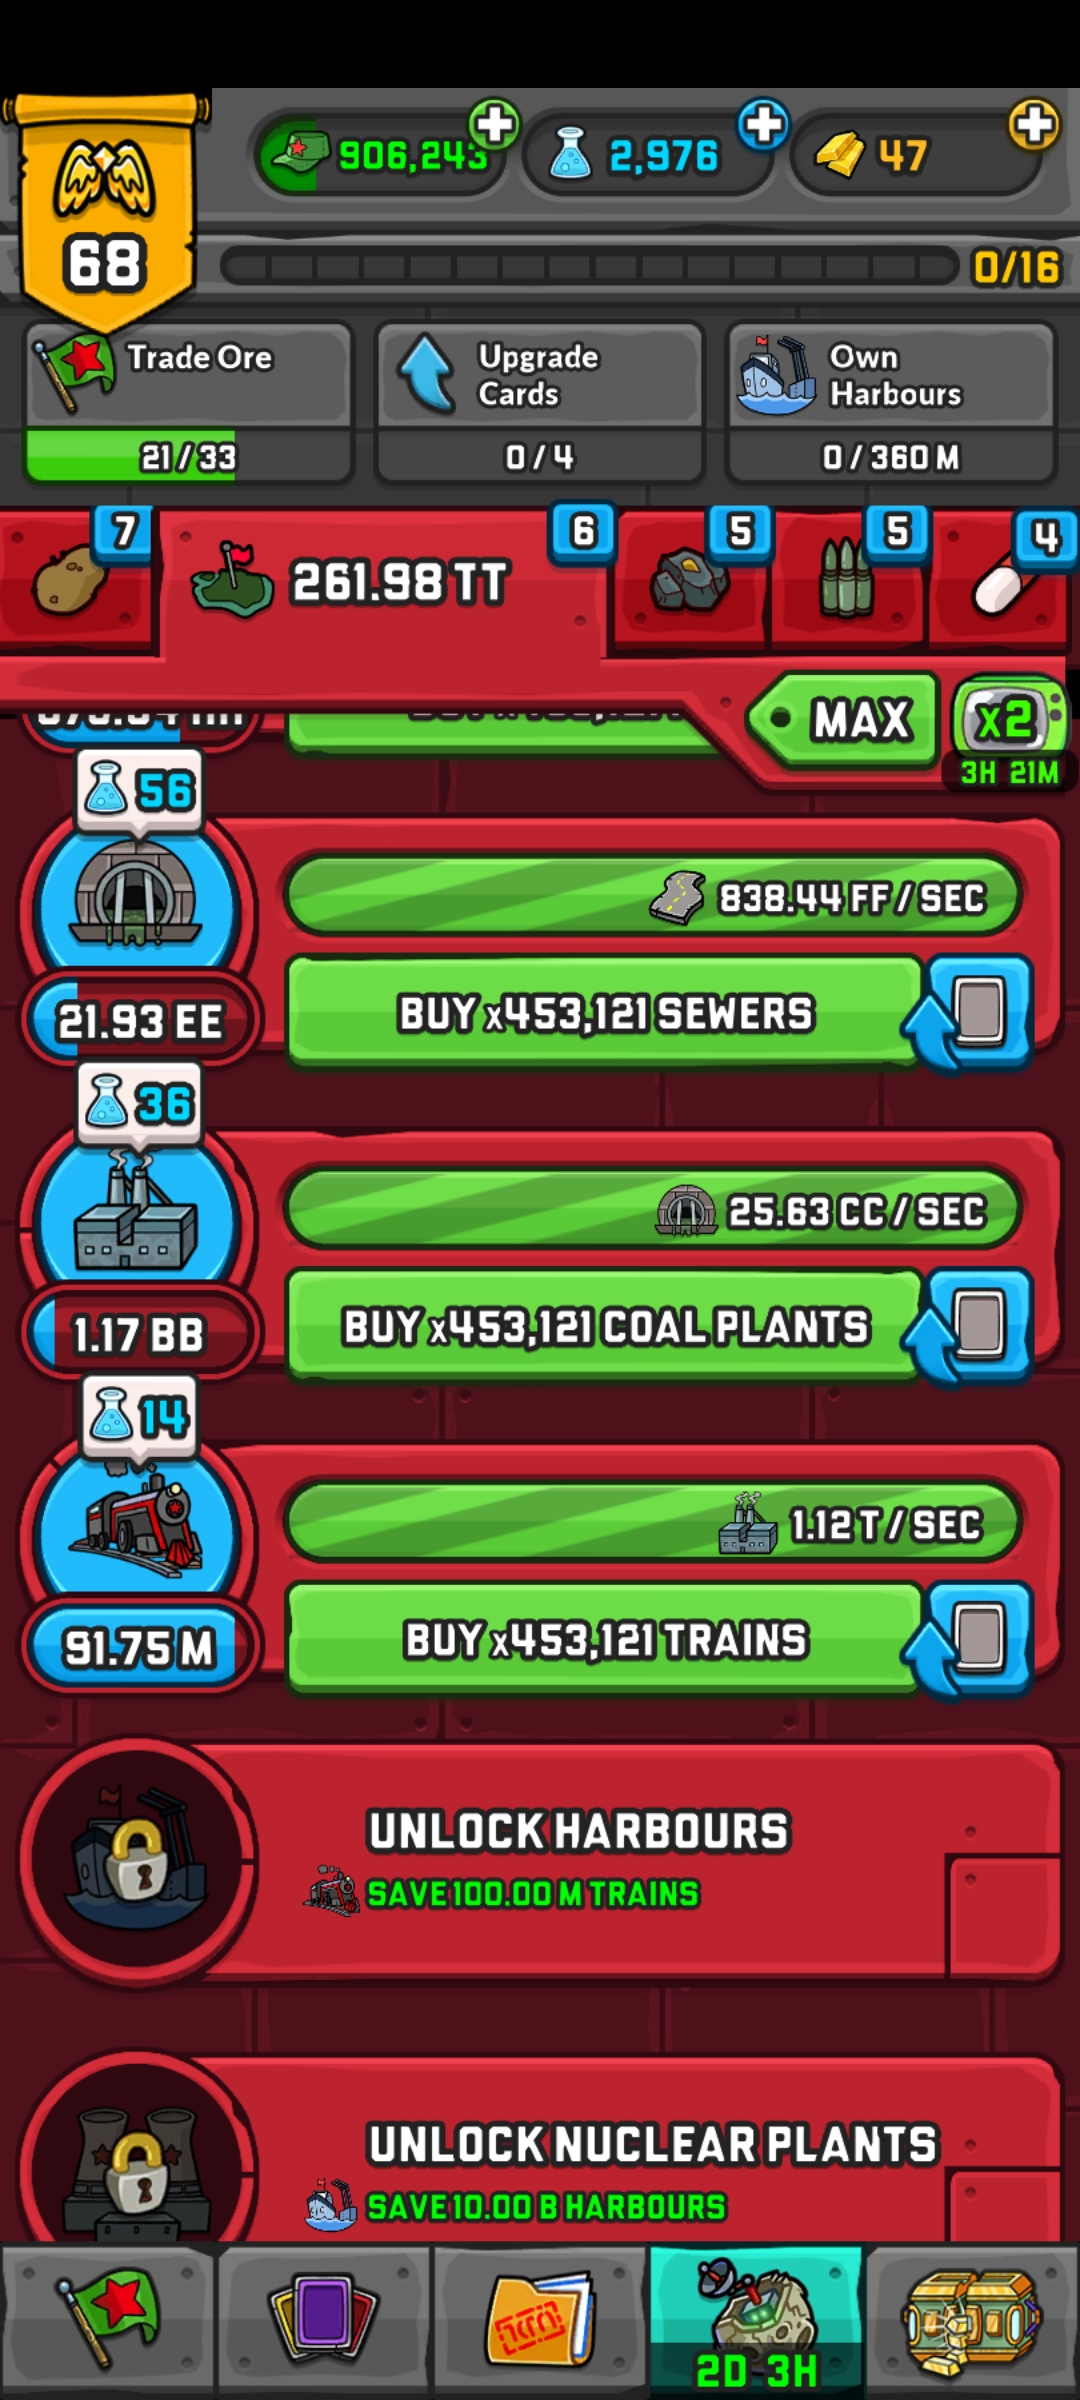 906,243
2,976
47
68
0/16
Trade Ore
21/33
Upgrade
Cards
0/4
Own
Harbours
0/360 M
7
261.98 TT
6
5
5
4
MAX
x2
3H 21M
56
838.44 FF/SEC
21.93 EE
BUY x453,121 SEWERS
36
25.63 CC/SEC
1.17 BB
BUY x453,121 COAL PLANTS
14
1.12 T/SEC
91.75 M
BUY x453,121 TRAINS
UNLOCK HARBOURS
SAVE 100.00 M TRAINS
UNLOCK NUCLEAR PLANTS
SAVE 10.00 B HARBOURS
2D 3H